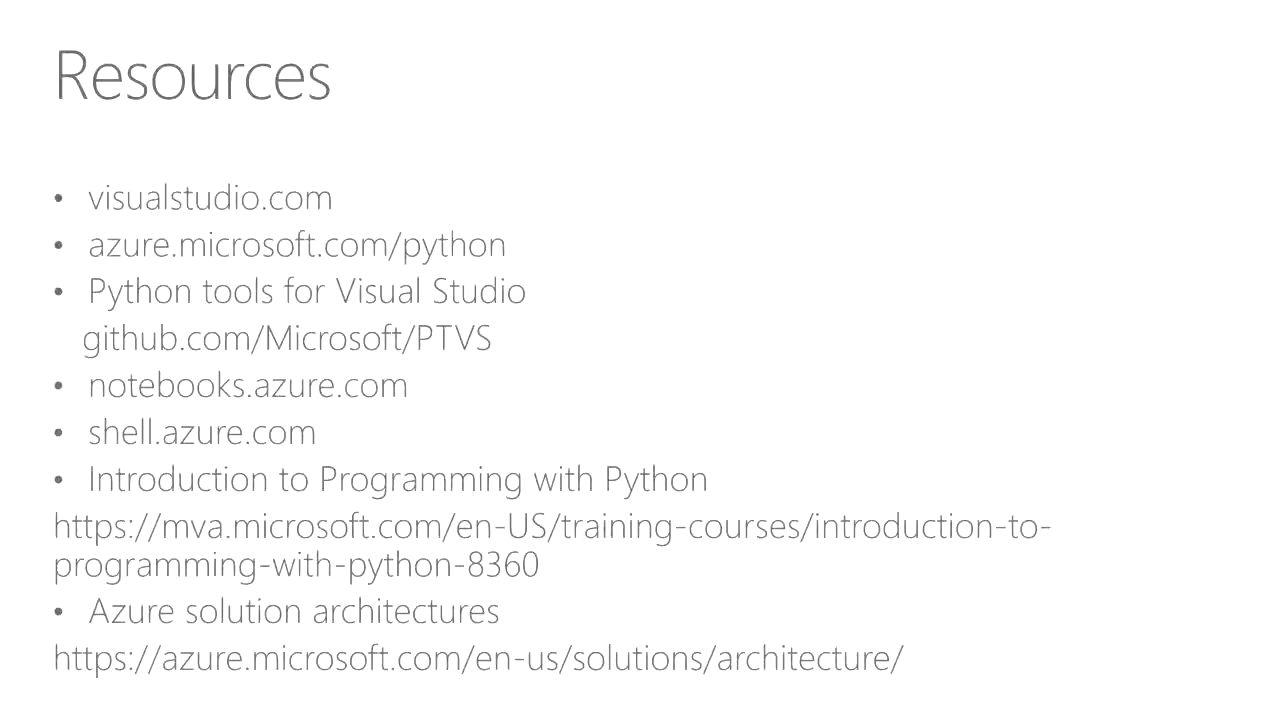 Resources
• visualstudio.com
• azure.microsoft.com/python
• Python tools for Visual Studio
github.com/Microsoft/PTVS
• notebooks.azure.com
• shell.azure.com
• Introduction to Programming with Python
https://mva.microsoft.com/en-US/training-courses/introduction-to-
programming-with-python-8360
• Azure solution architectures
https://azure.microsoft.com/en-us/solutions/architecture/